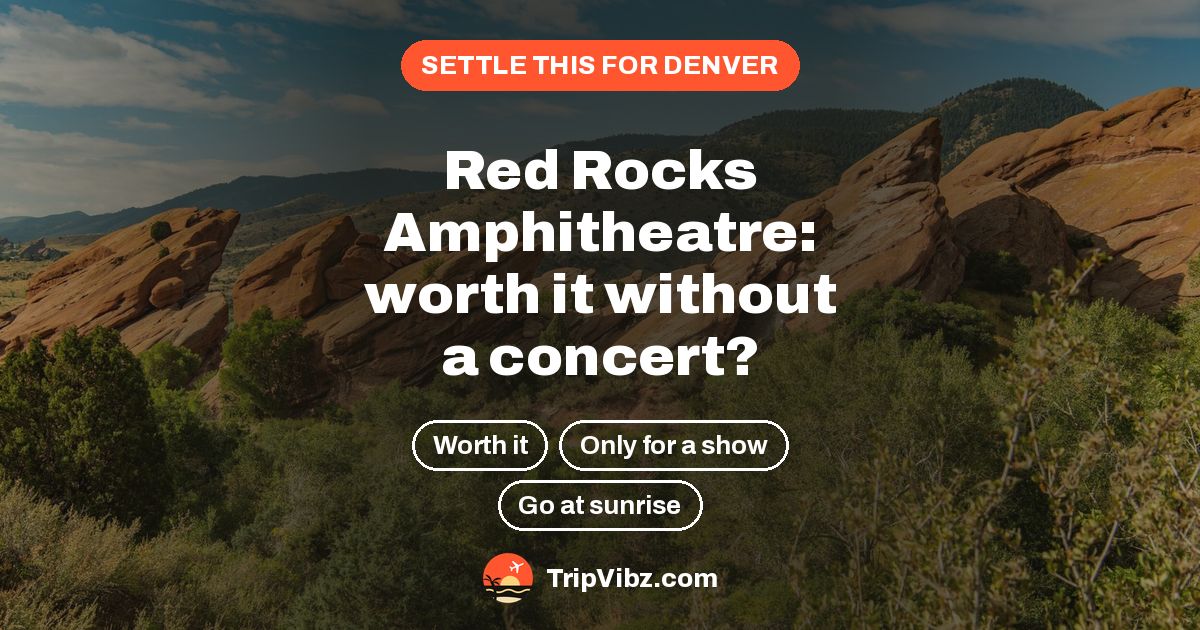 SETTLE THIS FOR DENVER
Red Rocks
Amphitheatre:
worth it without
a concert?
Worth it
Only for a show
Go at sunrise
TripVibz.com